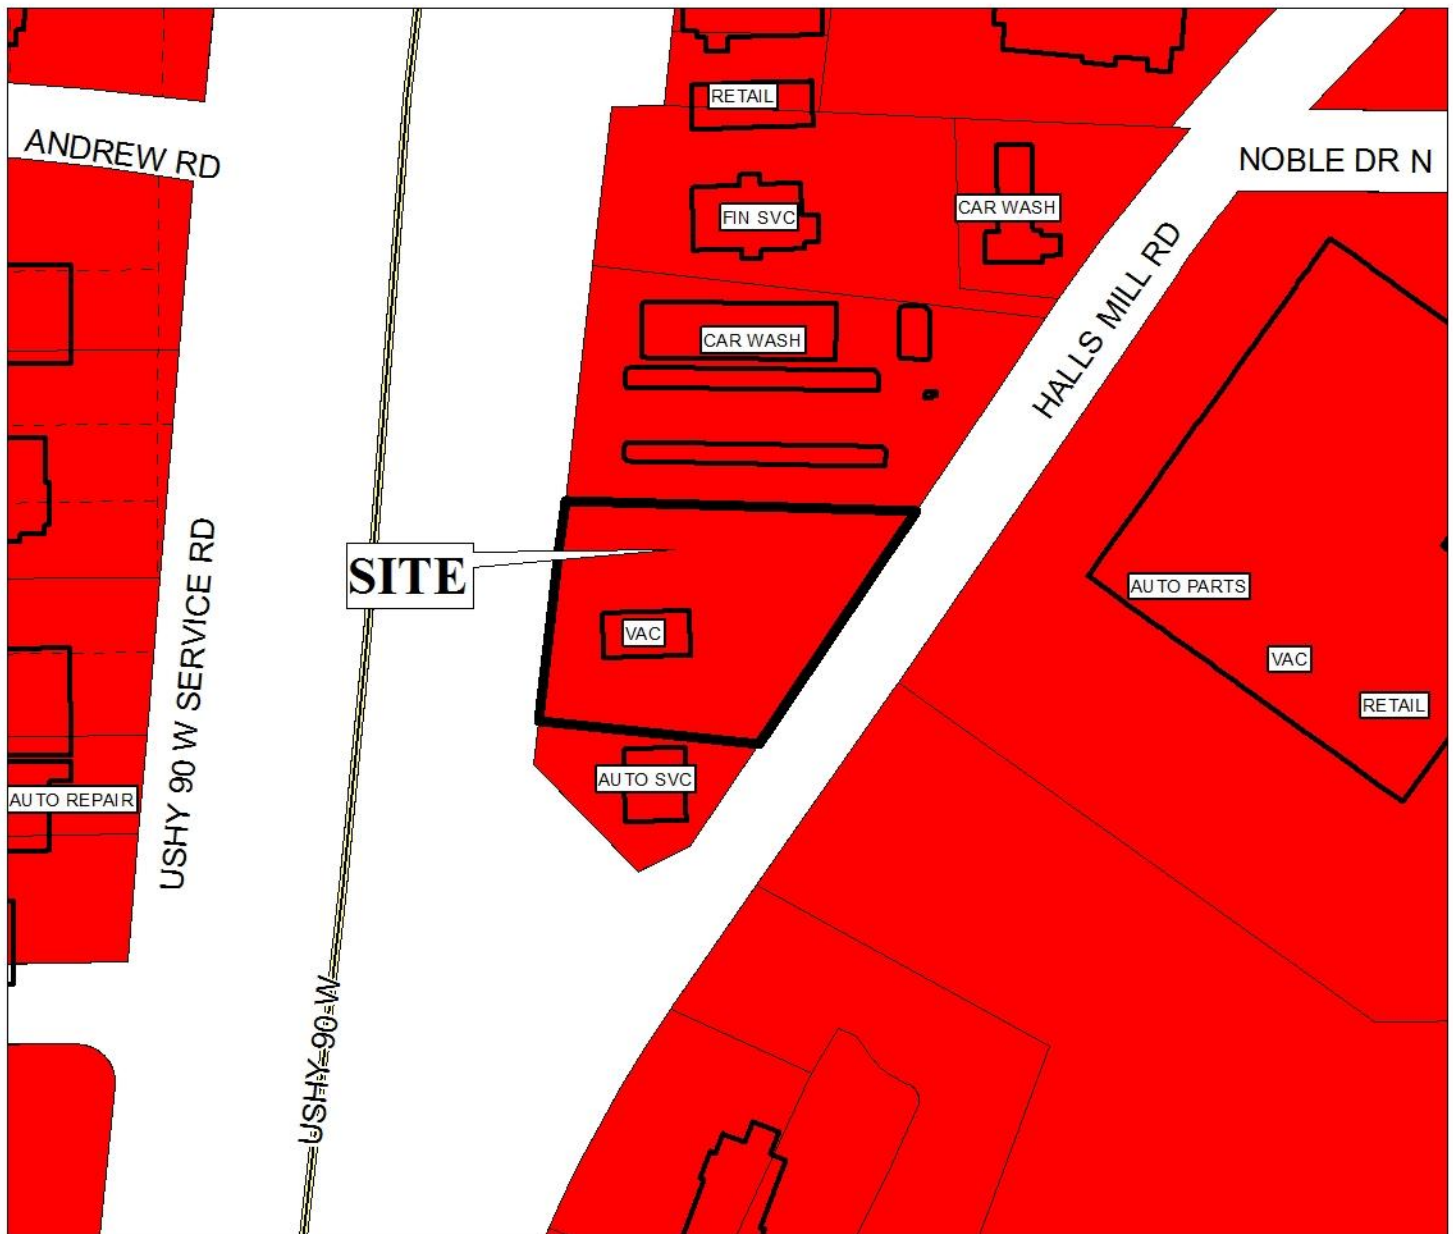 RETAIL
ANDREW RD
NOBLE DR N
CAR WASH
FIN SVC
HALLS MILL RD
CAR WASH
SITE
USHY 90 W SERVICE RD
AUTO PARTS
VAC
VAC
RETAIL
AUTO SVC
AUTO REPAIR
USHY 90 W